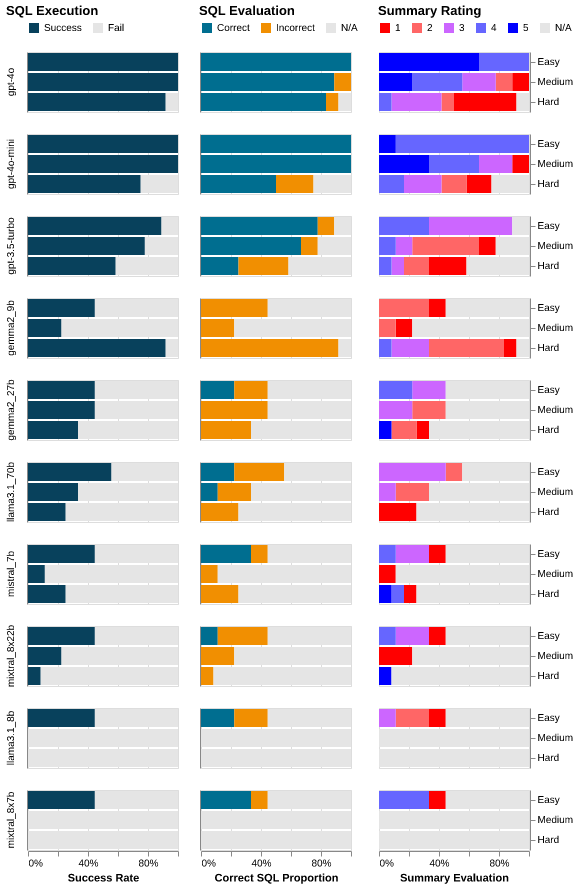 SQL Execution
Success
Fail
SQL Evaluation
Correct
Incorrect
N/A
Summary Rating
1
2
3
4
5
N/A
gpt-4o
Easy
Medium
Hard
gpt-4o-mini
Easy
Medium
Hard
gpt-3.5-turbo
Easy
Medium
Hard
gemma2_9b
Easy
Medium
Hard
gemma2_27b
Easy
Medium
Hard
llama3.1_70b
Easy
Medium
Hard
mistral_7b
Easy
Medium
Hard
mixtral_8x22b
Easy
Medium
Hard
llama3.1_8b
Easy
Medium
Hard
mixtral_8x7b
Easy
Medium
Hard
0%
40%
80%
Success Rate
0%
40%
80%
Correct SQL Proportion
0%
40%
80%
Summary Evaluation